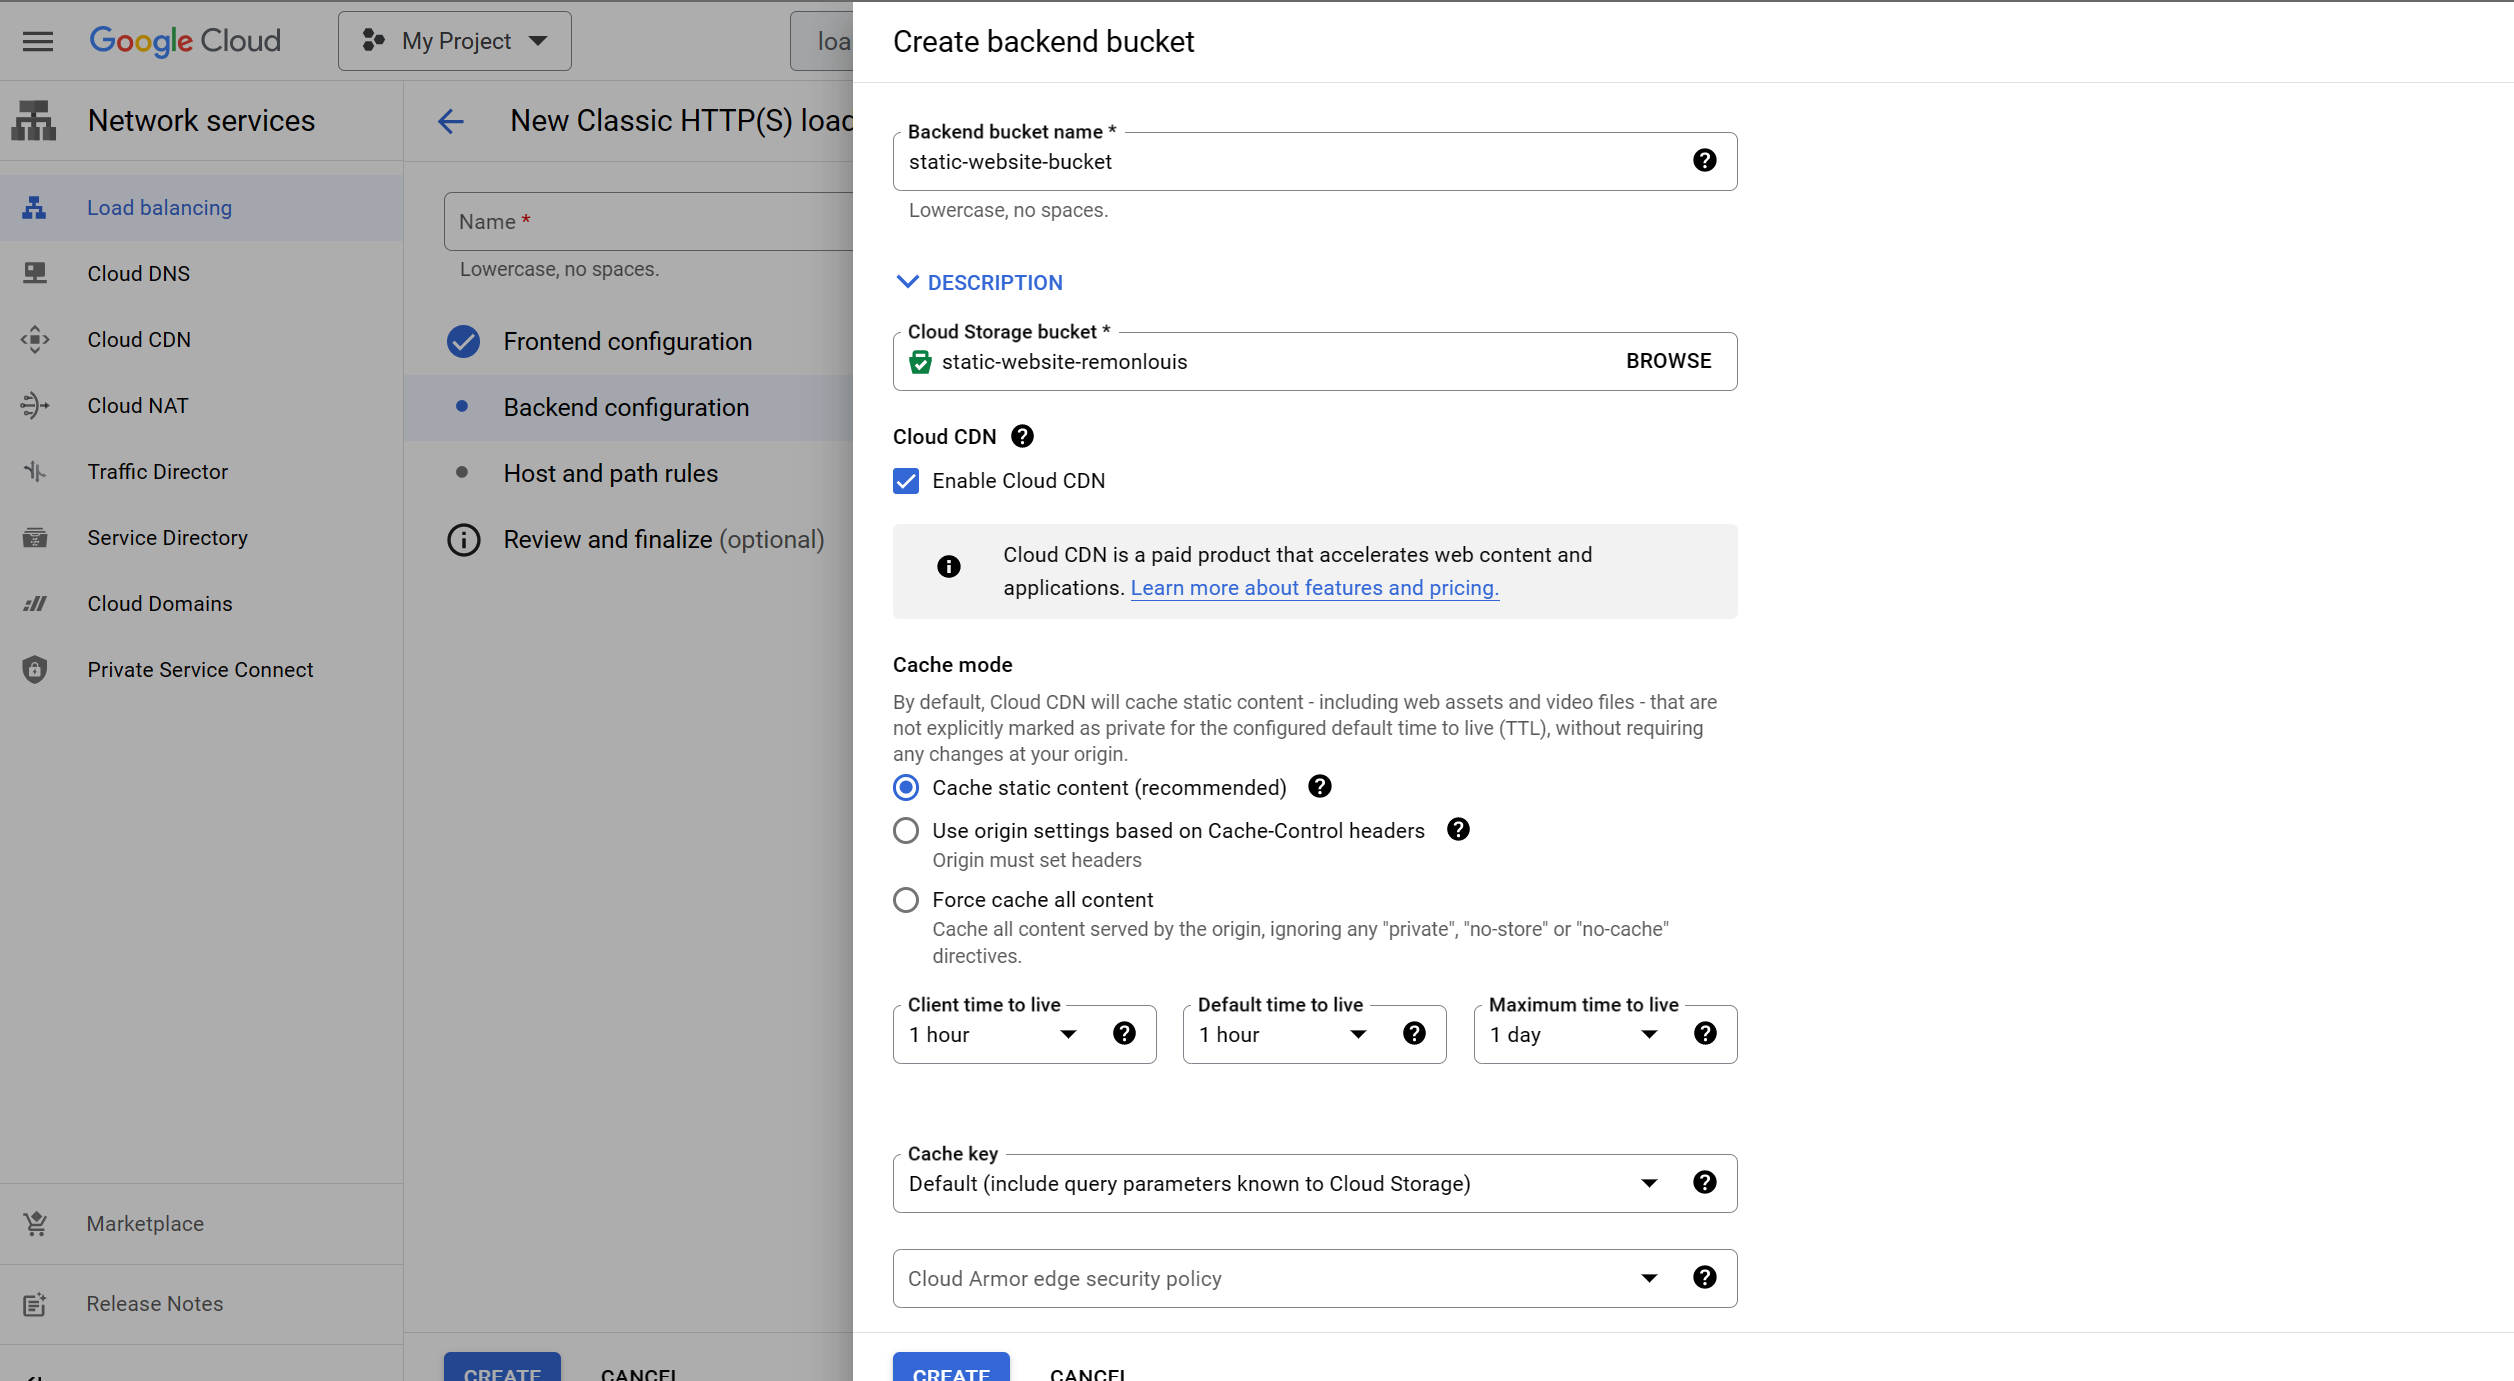 Google Cloud
My Project
loa
Network services
Load balancing
Cloud DNS
Cloud CDN
Cloud NAT
Traffic Director
Service Directory
Cloud Domains
Private Service Connect
Marketplace
Release Notes
New Classic HTTP(S) load
Name *
Lowercase, no spaces.
Frontend configuration
Backend configuration
Host and path rules
Review and finalize (optional)
CREATE
CANCEL
Create backend bucket
Backend bucket name *
static-website-bucket
Lowercase, no spaces.
DESCRIPTION
Cloud Storage bucket *
static-website-remonlouis
BROWSE
Cloud CDN
Enable Cloud CDN
Cloud CDN is a paid product that accelerates web content and
applications. Learn more about features and pricing.
Cache mode
By default, Cloud CDN will cache static content - including web assets and video files - that are
not explicitly marked as private for the configured default time to live (TTL), without requiring
any changes at your origin.
Cache static content (recommended)
Use origin settings based on Cache-Control headers
Origin must set headers
Force cache all content
Cache all content served by the origin, ignoring any "private", "no-store" or "no-cache"
directives.
Client time to live
1 hour
Default time to live
1 hour
Maximum time to live
1 day
Cache key
Default (include query parameters known to Cloud Storage)
Cloud Armor edge security policy
CREATE
CANCEL